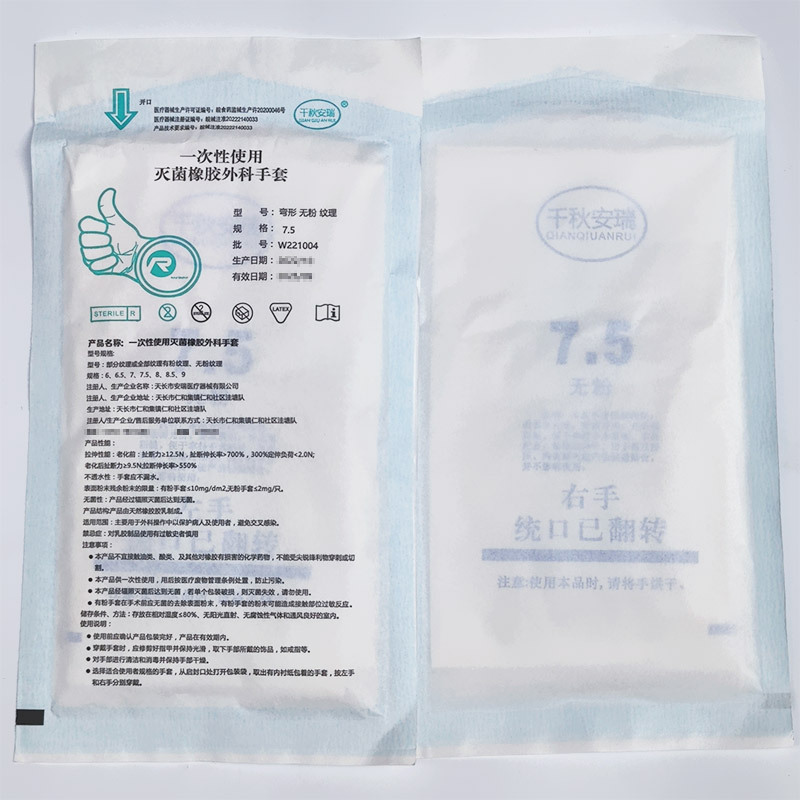 开口
医疗器械生产许可证编号：皖食药监械生产许20200046号
医疗器械注册证编号：皖械注准20222140033
产品技术要求编号：皖械注准20222140033
千秋安瑞
QIAN QIU AN RUI
®
一次性使用
灭菌橡胶外科手套
型 号：弯形 无粉 纹理
规 格：7.5
批 号：W221004
生产日期：
有效日期：
STERILE R
LATEX
产品名称：一次性使用灭菌橡胶外科手套
型号规格：
型号：部分纹理或全部纹理有粉纹理、无粉纹理
规格：6、6.5、7、7.5、8、8.5、9
注册人、生产企业名称：天长市安瑞医疗器械有限公司
注册人、生产企业地址：天长市仁和集镇仁和社区洼塘队
生产地址：天长市仁和集镇仁和社区洼塘队
注册人/生产企业/售后服务单位联系方式：天长市仁和集镇仁和社区洼塘队
产品性能：
拉伸性能：老化前：扯断力≥12.5N，扯断伸长率>700%，300%定伸负荷<2.0N;
老化后扯断力≥9.5N;拉断伸长率>550%
不透水性：手套应不漏水。
表面粉末残余粉末的限量：有粉手套≤10mg/dm2,无粉手套≤2mg/只。
无菌性：产品经过辐照灭菌后达到无菌。
产品结构:产品由天然橡胶胶乳制成。
适用范围：主要用于外科操作中以保护病人及使用者，避免交叉感染。
禁忌症：对乳胶制品使用有过敏史者慎用
注意事项：
● 本产品不宜接触油类、酸类、及其他对橡胶有损害的化学药物，不能受尖锐锋利物穿刺或切
割。
● 本产品供一次性使用，用后按医疗废物管理条例处置，防止污染。
● 本产品经辐照灭菌后达到无菌，若单个包装破损，则灭菌失效，请勿使用。
● 有粉手套在手术前应无菌的去除表面粉末，有粉手套的粉末可能造成接触部位过敏反应。
储存条件、方法：存放在相对湿度≤80%、无阳光直射、无腐蚀性气体和通风良好的室内。
使用说明：
● 使用前应确认产品包装完好，产品在有效期内。
● 穿戴手套时，应修剪好指甲并保持光滑，取下手部所戴的饰品，如戒指等。
● 对手部进行清洁和消毒并保持手部干燥。
● 选择适合使用者规格的手套，从启封口处打开包装袋，取出有内衬纸包着的手套，按左手
和右手分别穿戴。
千秋安瑞
QIANQIUANRUI
7.5
无粉
右手
统口已翻转
注意:使用本品时,请将手烘干。